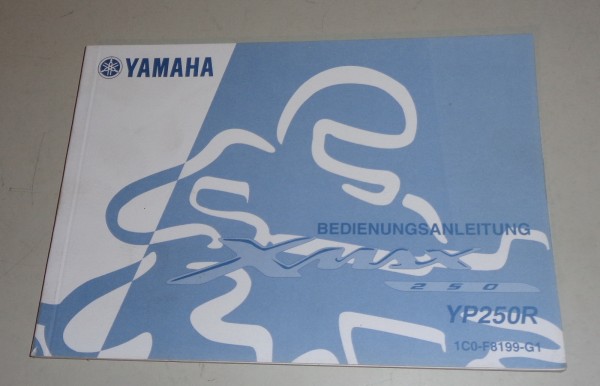 YAMAHA
BEDIENUNGSANLEITUNG
Xmax
250
YP250R
1C0-F8199-G1